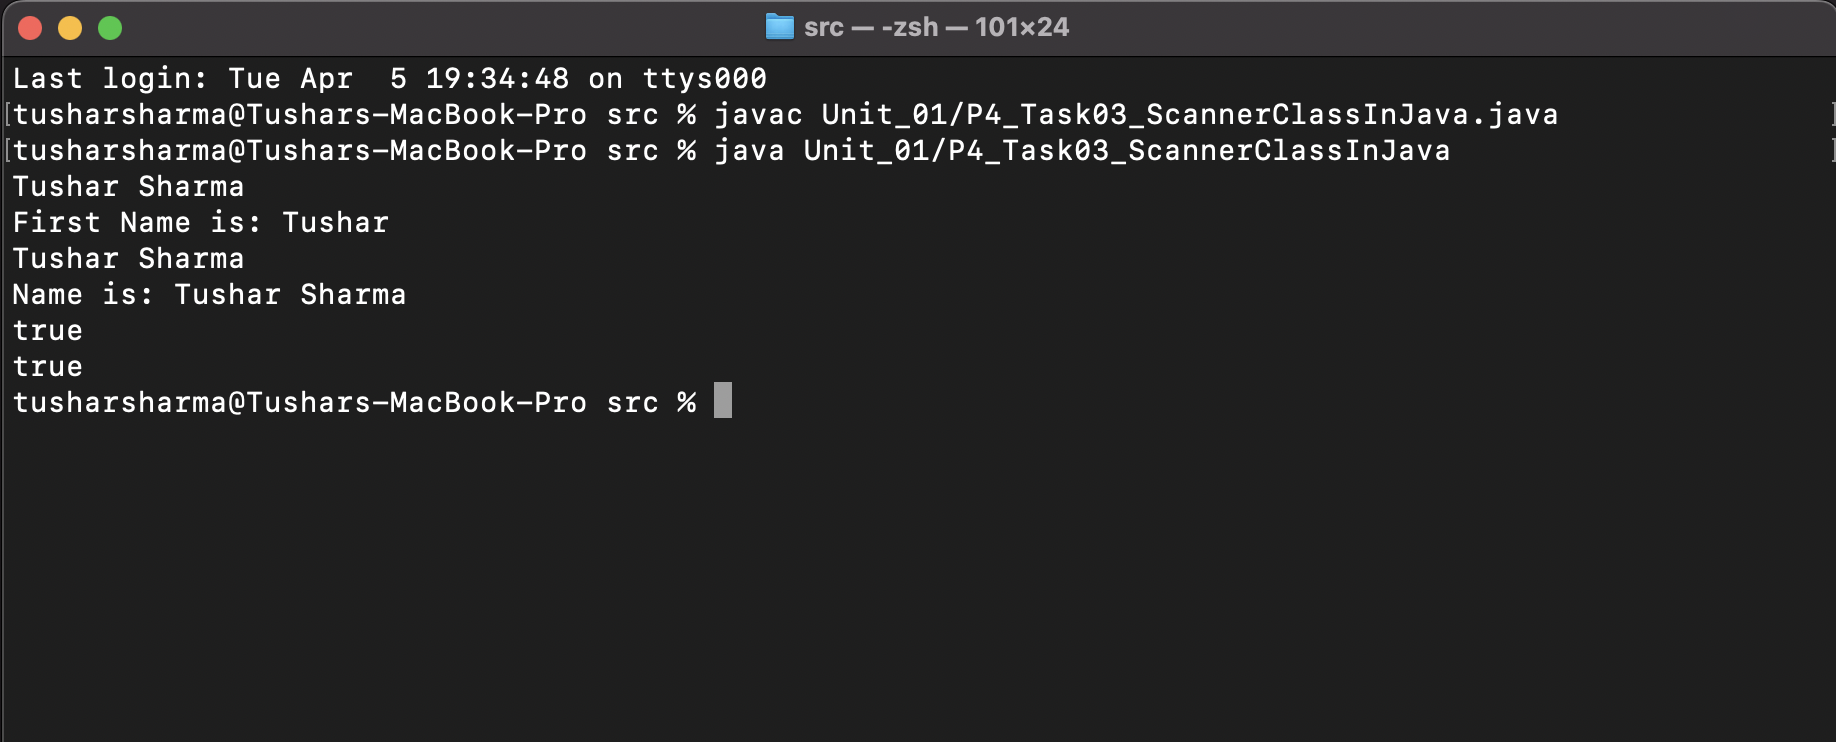 src — -zsh — 101×24
Last login: Tue Apr  5 19:34:48 on ttys000
[tusharsharma@Tushars-MacBook-Pro src % javac Unit_01/P4_Task03_ScannerClassInJava.java ]
[tusharsharma@Tushars-MacBook-Pro src % java Unit_01/P4_Task03_ScannerClassInJava ]
Tushar Sharma
First Name is: Tushar
Tushar Sharma
Name is: Tushar Sharma
true
true
tusharsharma@Tushars-MacBook-Pro src %